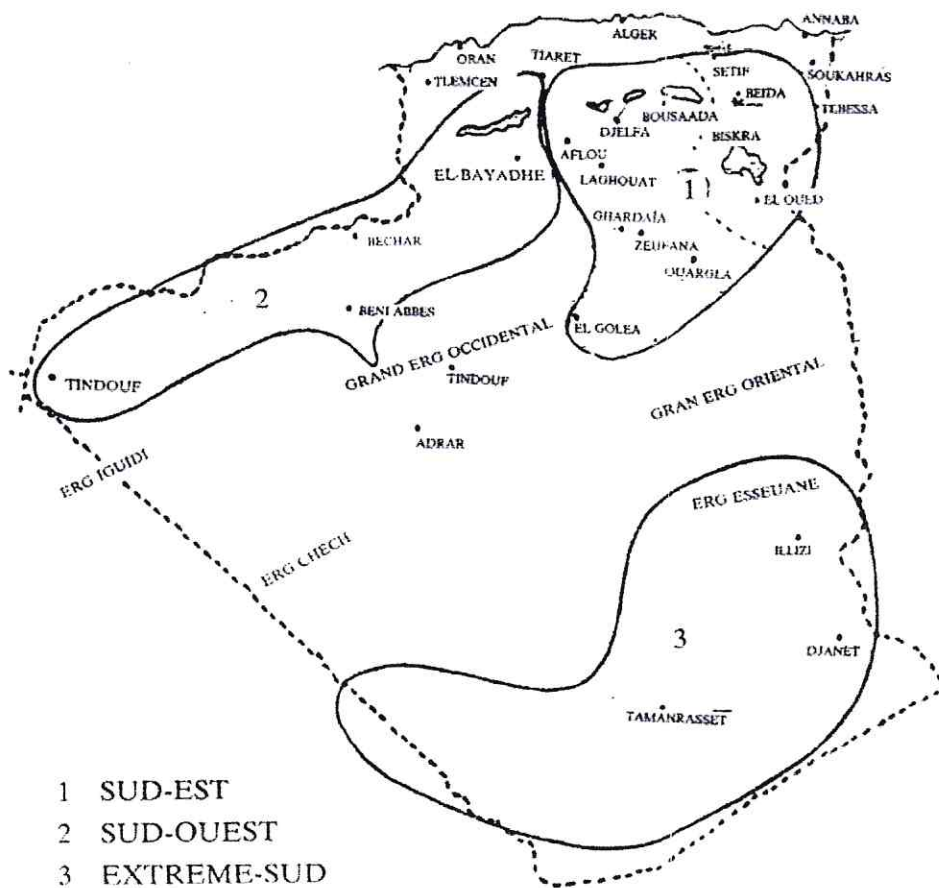 ANNABA
ALGER
ORAN
TIARET
SETIF
SOUKAHRAS
TLEMCEN
BEIDA
TEBESSA
BOUSAADA
DJELFA
BISKRA
AFLOU
EL-BAYADHE
LAGHOUAT
1
EL OUED
GHARDAÏA
BECHAR
ZEUFANA
OUARGLA
2
BENI ABBES
EL GOLEA
GRAND ERG OCCIDENTAL
TINDOUF
TINDOUF
GRAN ERG ORIENTAL
ADRAR
ERG IGUIDI
ERG ESSEUANE
ERG CHECH
ILLIZI
3
DJANET
TAMANRASSET
1 SUD-EST
2 SUD-OUEST
3 EXTREME-SUD